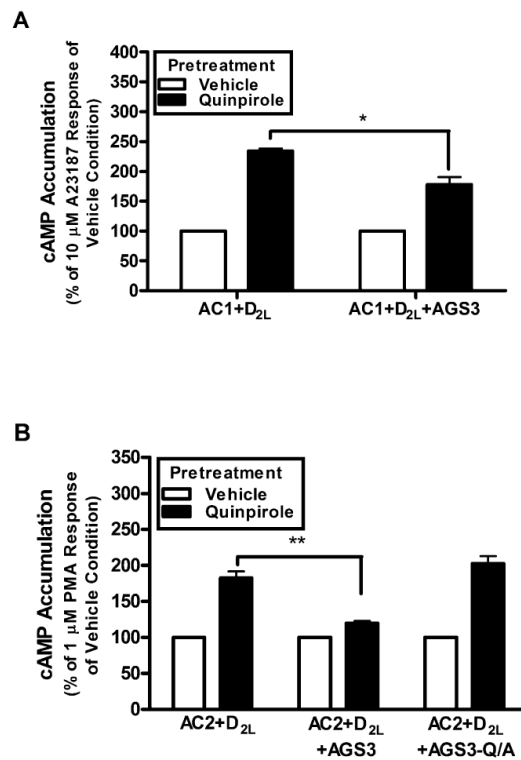 A
cAMP Accumulation
(% of 10 µM A23187 Response of
Vehicle Condition)
400
350
300
250
200
150
100
50
0
Pretreatment
Vehicle
Quinpirole
*
AC1+D2L
AC1+D2L+AGS3
B
cAMP Accumulation
(% of 1 µM PMA Response
of Vehicle Condition)
350
300
250
200
150
100
50
0
Pretreatment
Vehicle
Quinpirole
**
AC2+D2L
AC2+D2L
+AGS3
AC2+D2L
+AGS3-Q/A